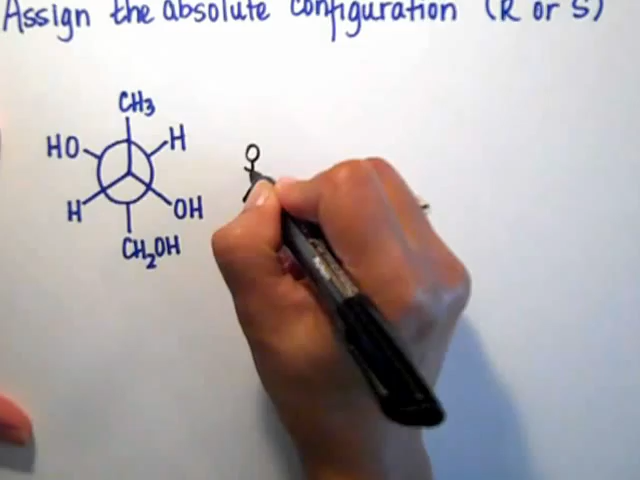 Assign the absolute configuration (R or S)
CH3
HO H
H OH
CH2OH